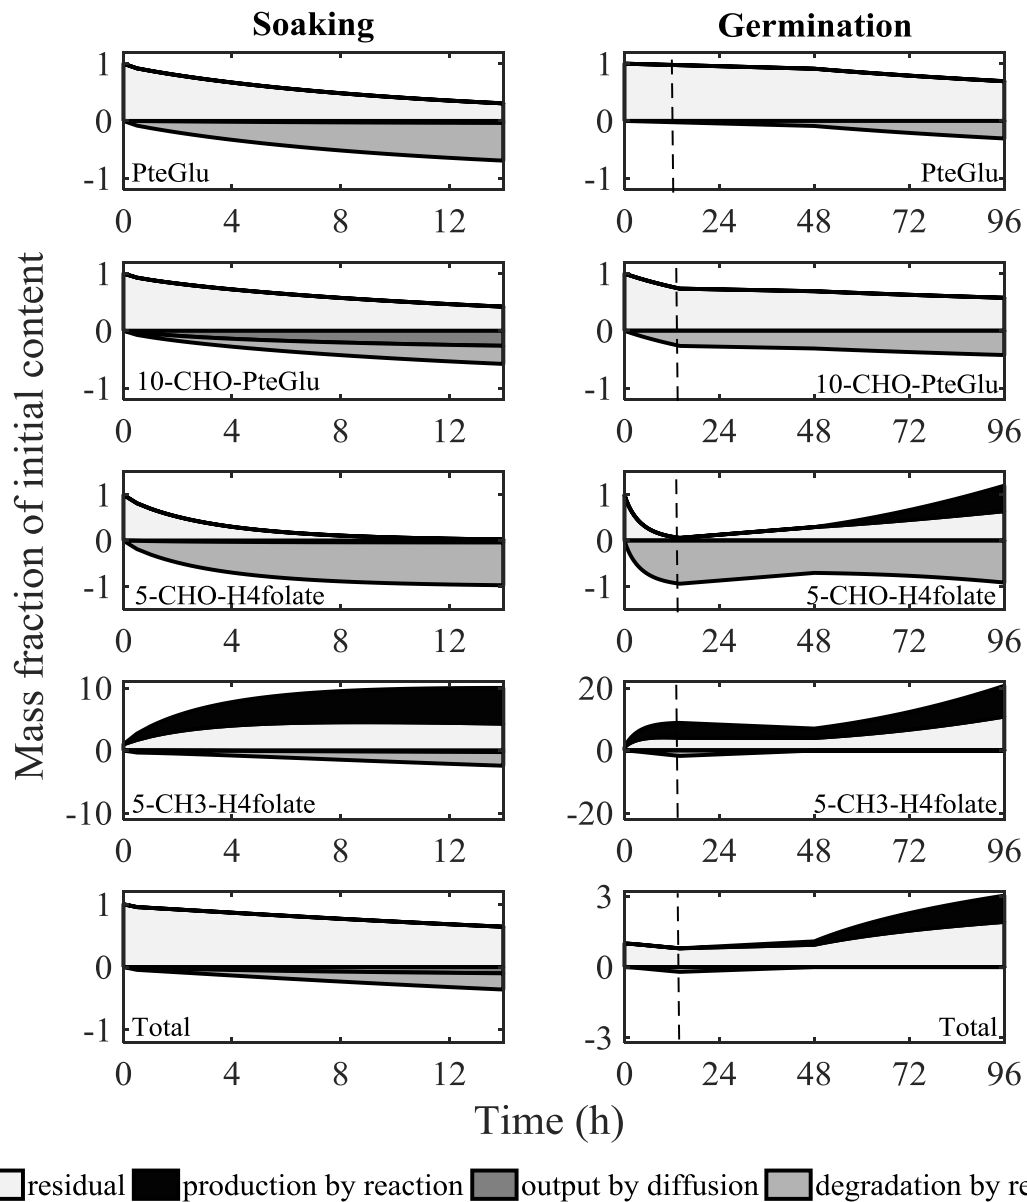 Soaking
Germination
Mass fraction of initial content
1
0
-1
PteGlu
0 4 8 12
1
0
-1
PteGlu
0 24 48 72 96
1
0
-1
10-CHO-PteGlu
0 4 8 12
1
0
-1
10-CHO-PteGlu
0 24 48 72 96
1
0
-1
5-CHO-H4folate
0 4 8 12
1
0
-1
5-CHO-H4folate
0 24 48 72 96
10
0
-10
5-CH3-H4folate
0 4 8 12
20
0
-20
5-CH3-H4folate
0 24 48 72 96
1
0
-1
Total
0 4 8 12
3
0
-3
Total
0 24 48 72 96
Time (h)
residual production by reaction output by diffusion degradation by re